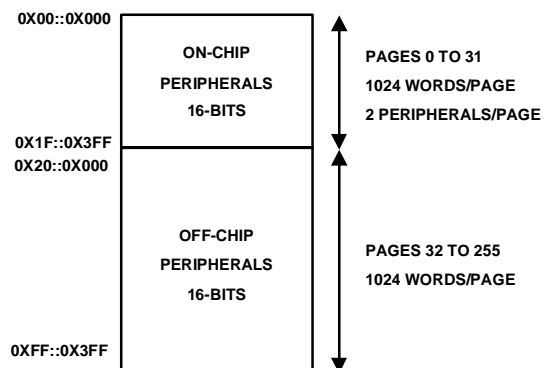 0X00::0X000
ON-CHIP
PERIPHERALS
16-BITS
PAGES 0 TO 31
1024 WORDS/PAGE
2 PERIPHERALS/PAGE
0X1F::0X3FF
0X20::0X000
OFF-CHIP
PERIPHERALS
16-BITS
PAGES 32 TO 255
1024 WORDS/PAGE
0XFF::0X3FF